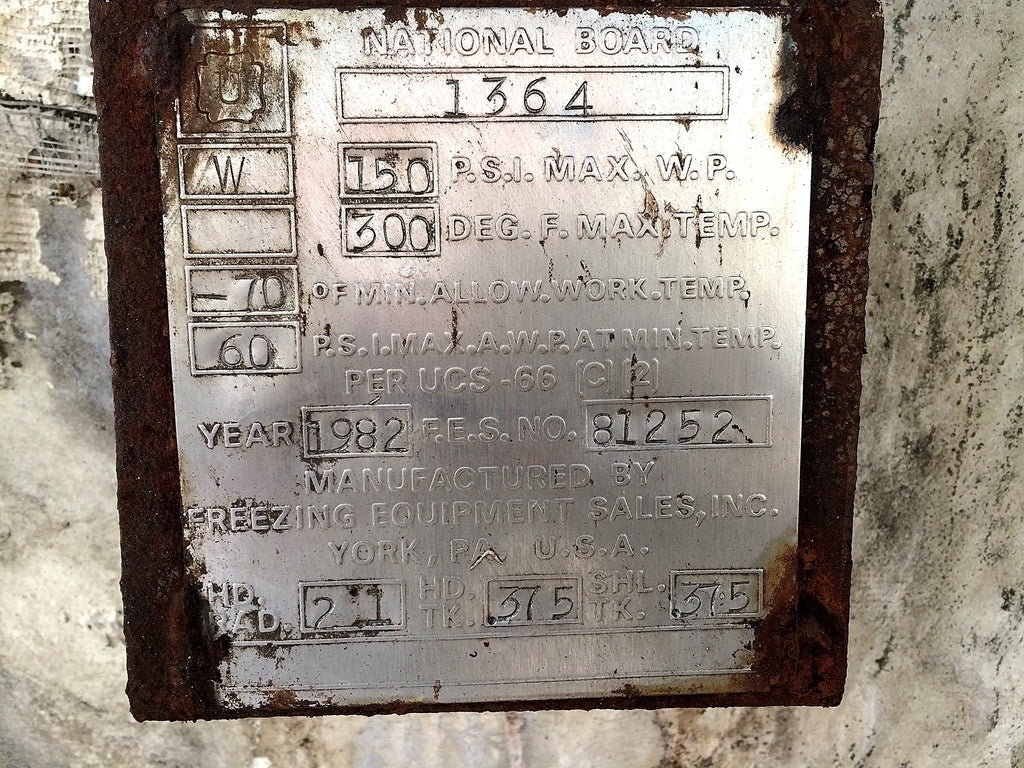 NATIONAL BOARD
U
1364
W
150 P.S.I. MAX. W. P.
300 DEG. F. MAX. TEMP.
-70 °F MIN. ALLOW. WORK. TEMP.
60 P.S.I. MAX. A.W.P. AT MIN. TEMP.
PER UCS-66 (C) (2)
YEAR 1982 F.E.S. NO. 81252
MANUFACTURED BY
FREEZING EQUIPMENT SALES, INC.
YORK, PA. U.S.A.
HD. RAD. 21 HD. TK. 375 SHL. TK. 375